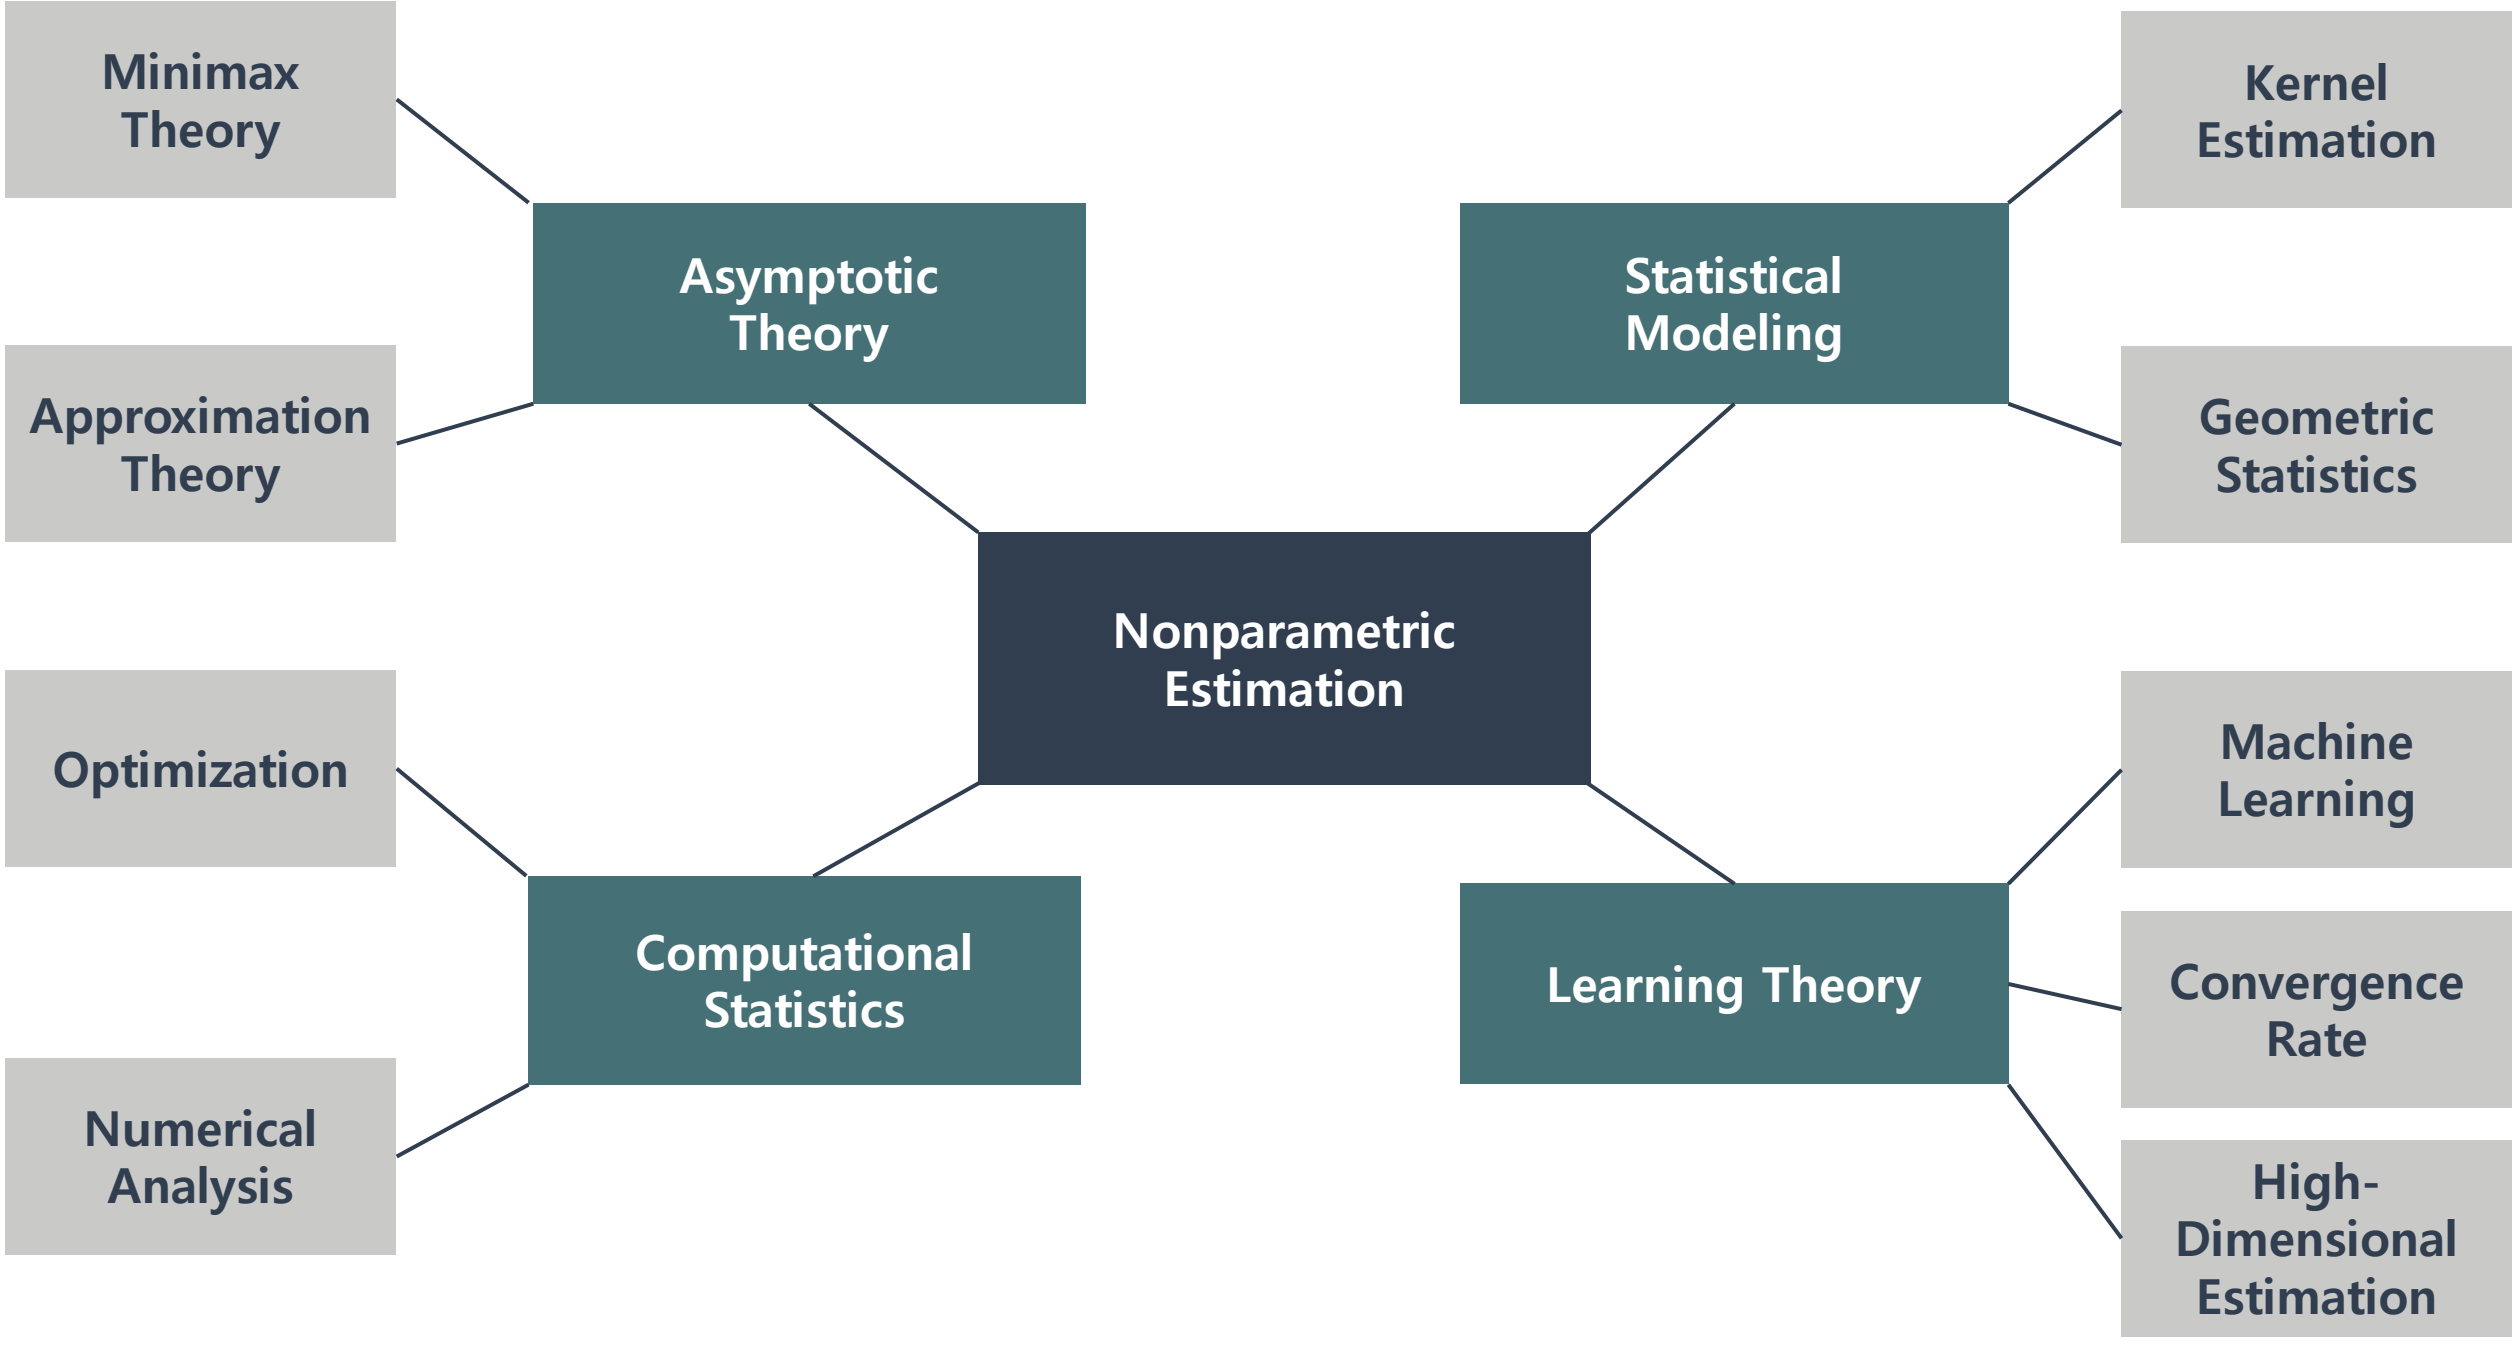 Minimax
Theory
Kernel
Estimation
Asymptotic
Theory
Statistical
Modeling
Approximation
Theory
Geometric
Statistics
Nonparametric
Estimation
Optimization
Machine
Learning
Computational
Statistics
Learning Theory
Convergence
Rate
Numerical
Analysis
High-
Dimensional
Estimation